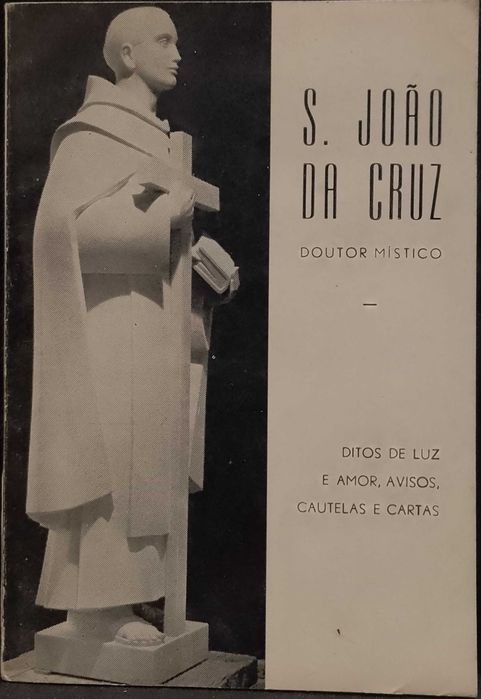 S. JOÃO
DA CRUZ
DOUTOR MÍSTICO
—
DITOS DE LUZ
E AMOR, AVISOS,
CAUTELAS E CARTAS